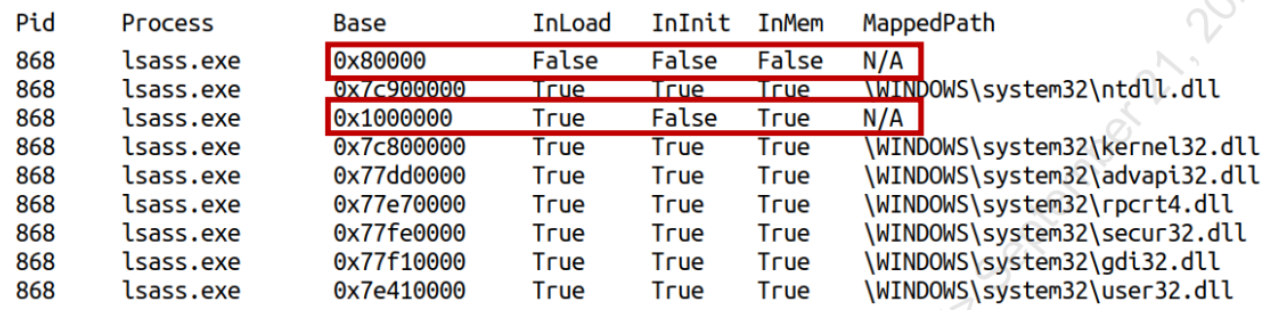 Pid Process Base InLoad InInit InMem MappedPath
868 lsass.exe 0x80000 False False False N/A
868 lsass.exe 0x7c900000 True True True \WINDOWS\system32\ntdll.dll
868 lsass.exe 0x1000000 True False True N/A
868 lsass.exe 0x7c800000 True True True \WINDOWS\system32\kernel32.dll
868 lsass.exe 0x77dd0000 True True True \WINDOWS\system32\advapi32.dll
868 lsass.exe 0x77e70000 True True True \WINDOWS\system32\rpcrt4.dll
868 lsass.exe 0x77fe0000 True True True \WINDOWS\system32\secur32.dll
868 lsass.exe 0x77f10000 True True True \WINDOWS\system32\gdi32.dll
868 lsass.exe 0x7e410000 True True True \WINDOWS\system32\user32.dll
September 21,